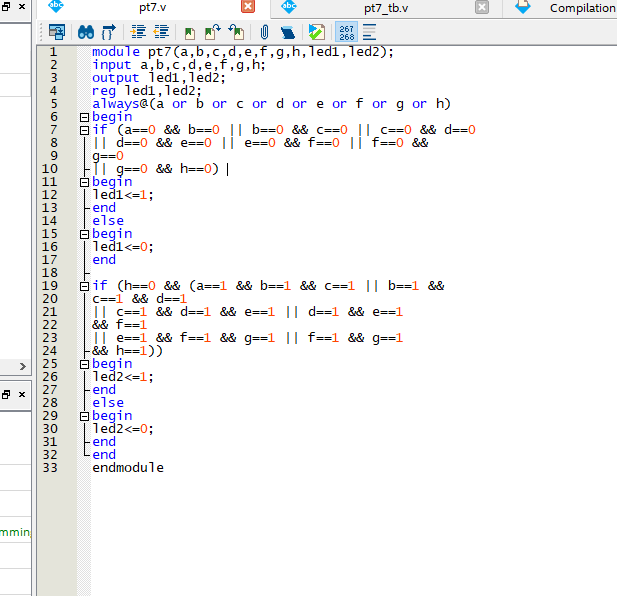 pt7.v
pt7_tb.v
Compilation
abc
abc
267
268
1 module pt7(a,b,c,d,e,f,g,h,led1,led2);
2 input a,b,c,d,e,f,g,h;
3 output led1,led2;
4 reg led1,led2;
5 always@(a or b or c or d or e or f or g or h)
6 begin
7 if (a==0 && b==0 || b==0 && c==0 || c==0 && d==0
8 || d==0 && e==0 || e==0 && f==0 || f==0 &&
9 g==0
10 || g==0 && h==0)
11 begin
12 led1<=1;
13 end
14 else
15 begin
16 led1<=0;
17 end
18
19 if (h==0 && (a==1 && b==1 && c==1 || b==1 &&
20 c==1 && d==1
21 || c==1 && d==1 && e==1 || d==1 && e==1
22 && f==1
23 || e==1 && f==1 && g==1 || f==1 && g==1
24 && h==1))
25 begin
26 led2<=1;
27 end
28 else
29 begin
30 led2<=0;
31 end
32 end
33 endmodule